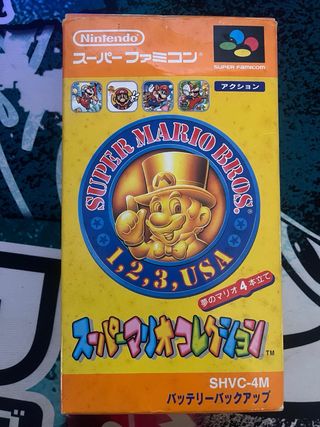 Nintendo
スーパーファミコン®
SUPER FAMICOM
アクション
SUPER MARIO BROS.
1,2,3,USA
夢のマリオ4本立て
スーパーマリオコレクション™
SHVC-4M
バッテリーバックアップ